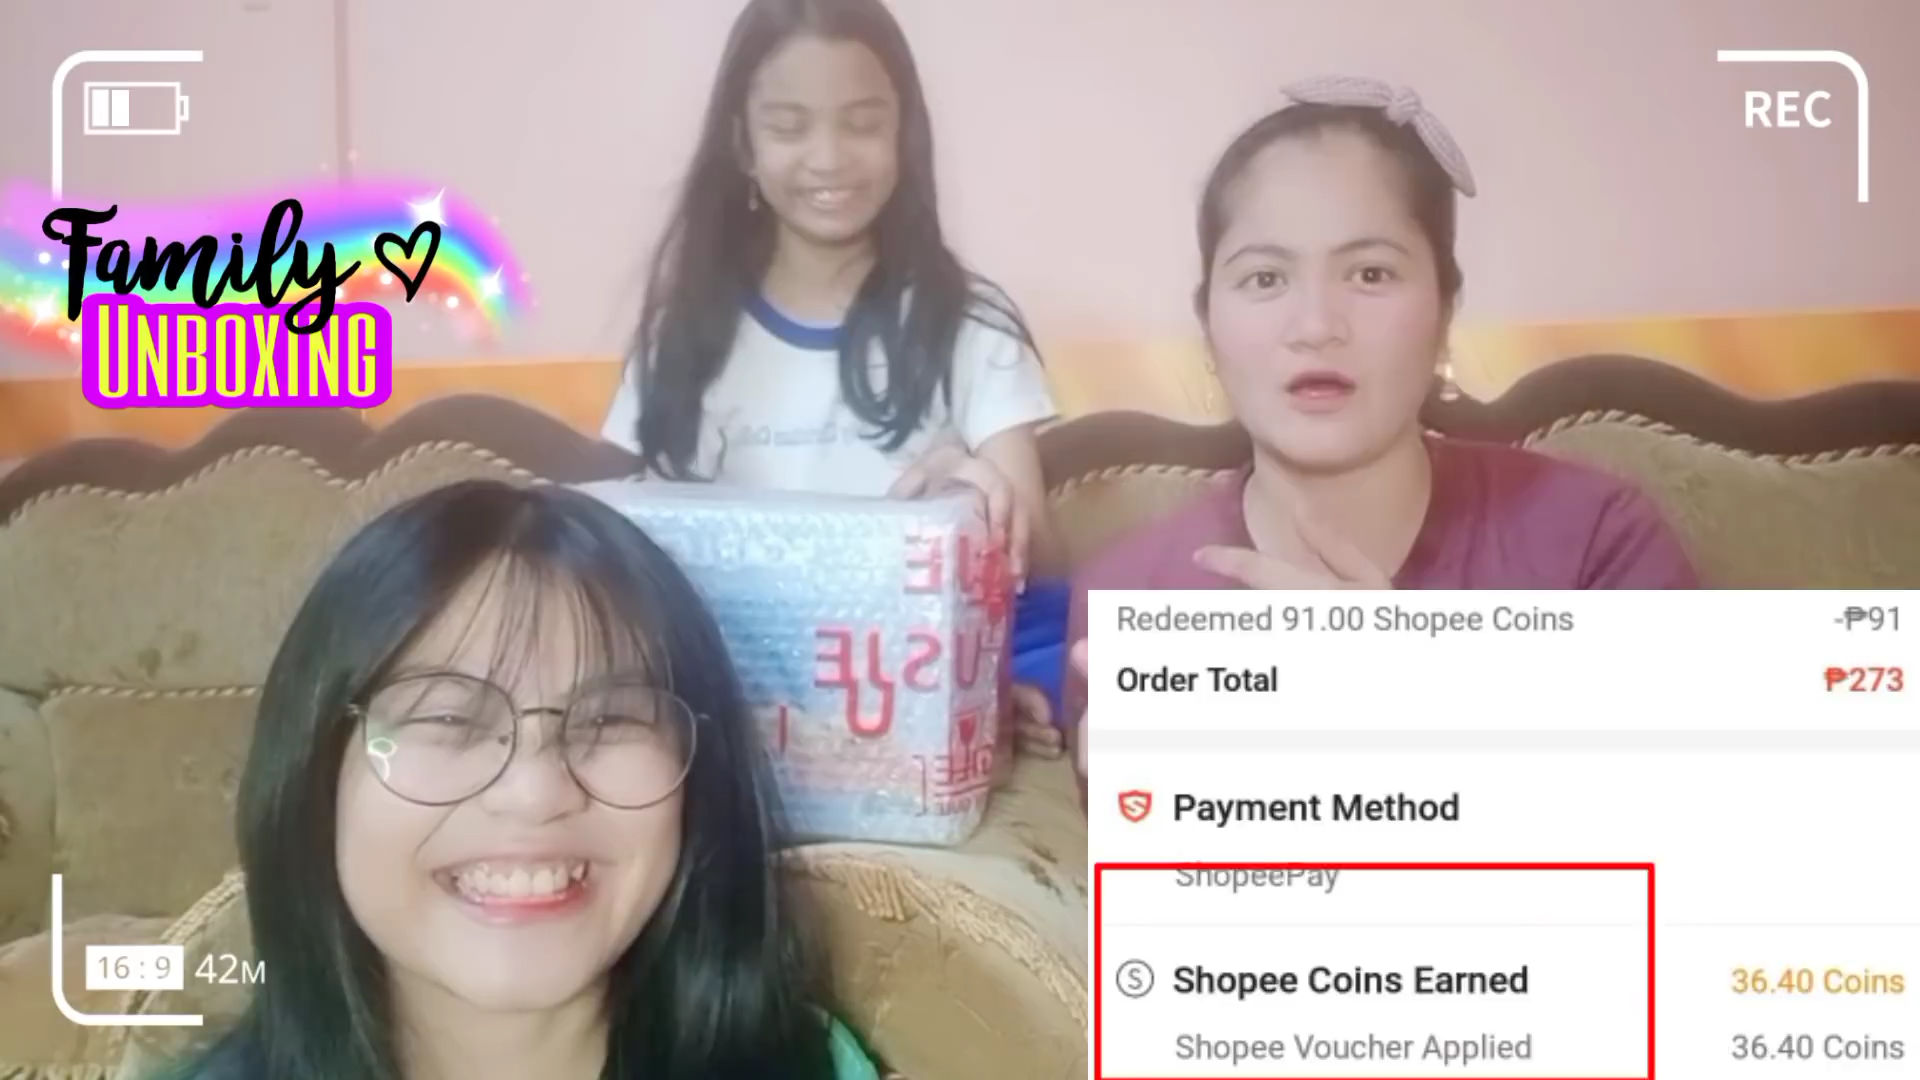 REC
Family
UNBOXING
Redeemed 91.00 Shopee Coins -₱91
Order Total ₱273
Payment Method
ShopeePay
Shopee Coins Earned 36.40 Coins
Shopee Voucher Applied 36.40 Coins
16:9 42M